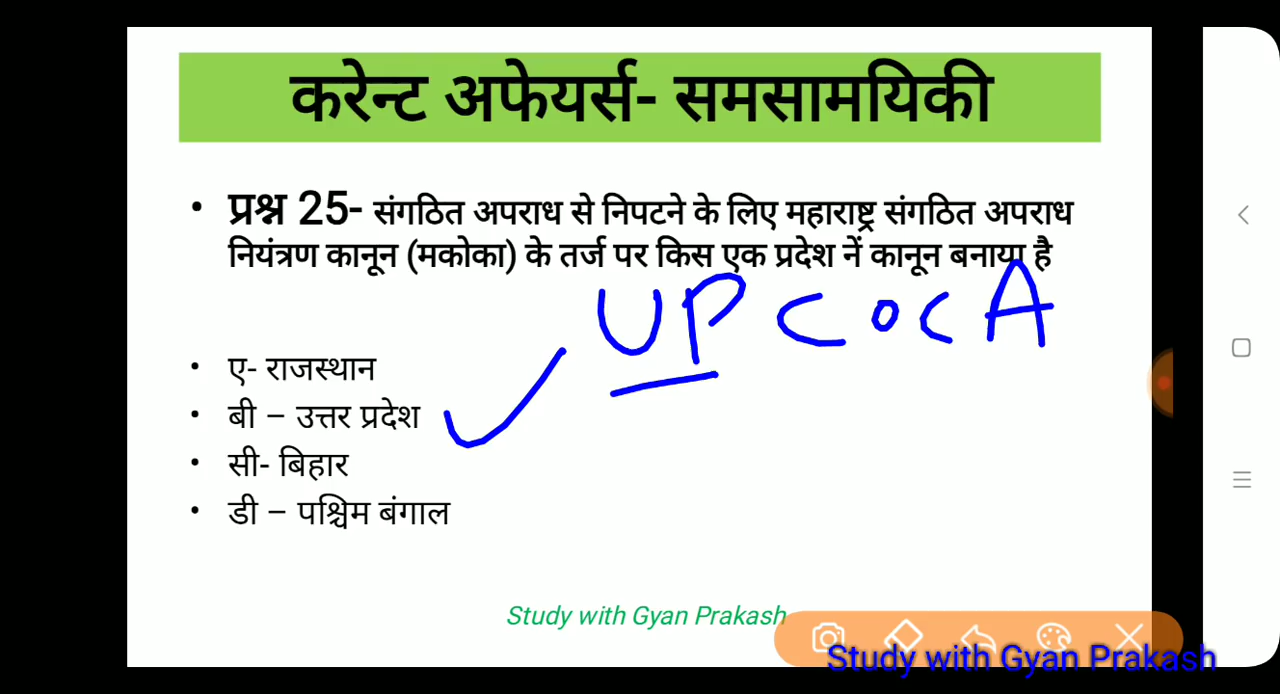 करेन्ट अफेयर्स- समसामयिकी
• प्रश्न 25- संगठित अपराध से निपटने के लिए महाराष्ट्र संगठित अपराध
नियंत्रण कानून (मकोका) के तर्ज पर किस एक प्रदेश नें कानून बनाया है
UPCOCA
• ए- राजस्थान
• बी – उत्तर प्रदेश
• सी- बिहार
• डी – पश्चिम बंगाल
Study with Gyan Prakash
Study with Gyan Prakash